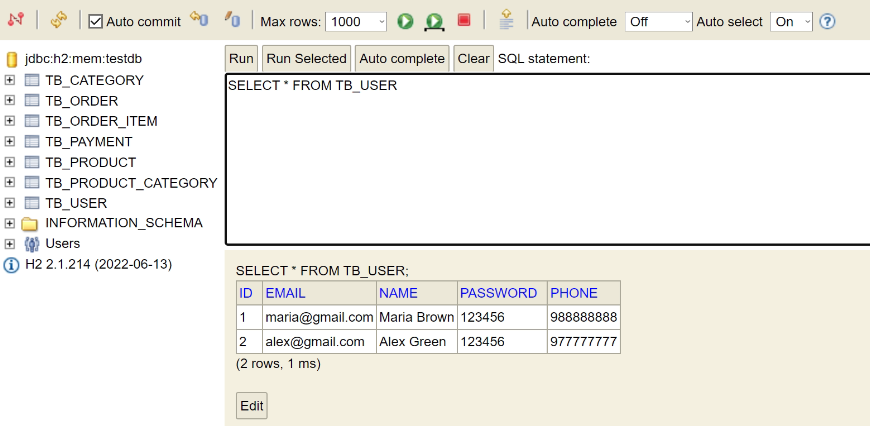 Auto commit Max rows: 1000 Auto complete Off Auto select On ?
jdbc:h2:mem:testdb
TB_CATEGORY
TB_ORDER
TB_ORDER_ITEM
TB_PAYMENT
TB_PRODUCT
TB_PRODUCT_CATEGORY
TB_USER
INFORMATION_SCHEMA
Users
H2 2.1.214 (2022-06-13)
Run Run Selected Auto complete Clear SQL statement:
SELECT * FROM TB_USER
SELECT * FROM TB_USER;
ID EMAIL NAME PASSWORD PHONE
1 maria@gmail.com Maria Brown 123456 988888888
2 alex@gmail.com Alex Green 123456 977777777
(2 rows, 1 ms)
Edit